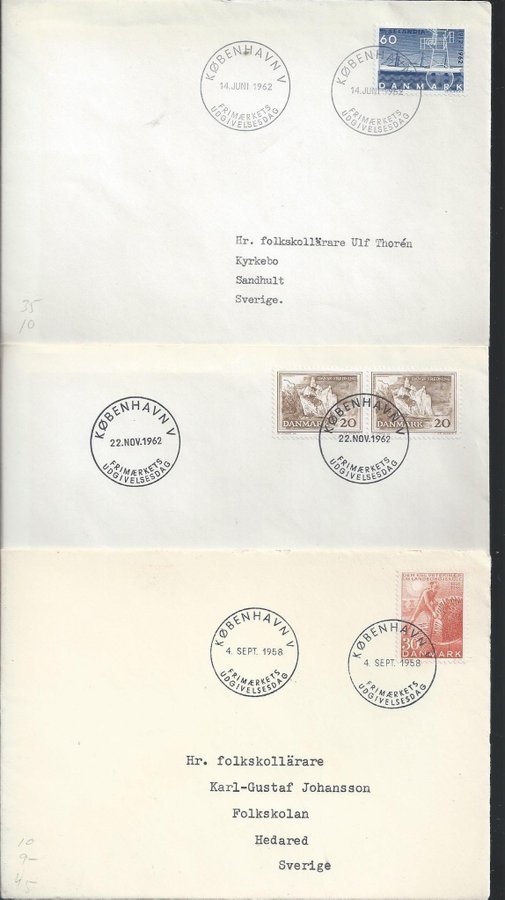 KØBENHAVN V
14. JUNI 1962
FRIMÆRKETS
UDGIVELSESDAG
KØBENHAVN V
14. JUNI 1962
FRIMÆRKETS
UDGIVELSESDAG
60
DANMARK
Hr. folkskollärare Ulf Thorén
Kyrkebo
Sandhult
Sverige.
35
10
KØBENHAVN V
22. NOV. 1962
FRIMÆRKETS
UDGIVELSESDAG
DANMARK 20
DANMARK 20
KØBENHAVN V
22. NOV. 1962
FRIMÆRKETS
UDGIVELSESDAG
KØBENHAVN V
4. SEPT. 1958
FRIMÆRKETS
UDGIVELSESDAG
KØBENHAVN V
4. SEPT. 1958
FRIMÆRKETS
UDGIVELSESDAG
30
DANMARK
Hr. folkskollärare
Karl-Gustaf Johansson
Folkskolan
Hedared
Sverige
10
9-
45